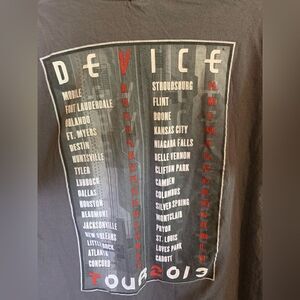 DEVICE
MOBILE
FORT LAUDERDALE
ORLANDO
FT. MYERS
DESTIN
HUNTSVILLE
TYLER
LUBBOCK
DALLAS
HOUSTON
BEAUMONT
JACKSONVILLE
NEW ORLEANS
LITTLE ROCK
ATLANTA
CONCORD
STROUDSBURG
FLINT
BOONE
KANSAS CITY
NIAGARA FALLS
BELLE VERNON
CLIFTON PARK
CAMDEN
COLUMBUS
SILVER SPRING
MONTCLAIR
PRYOR
ST. LOUIS
LOVES PARK
CADOTT
TOUR 2013